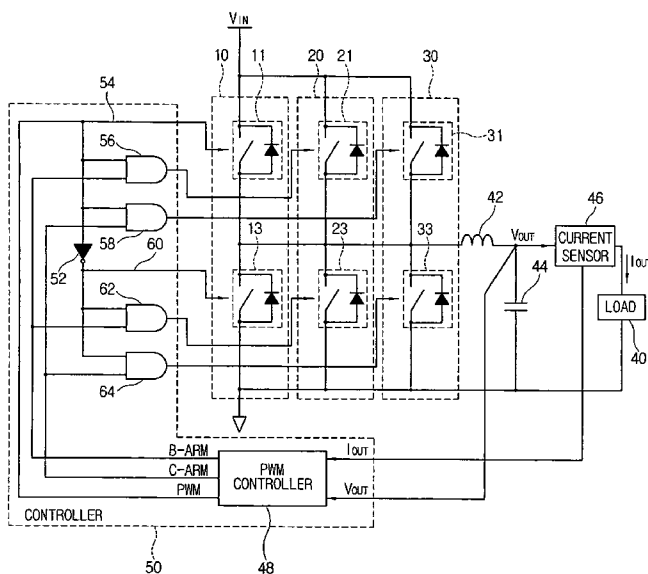 VIN
10 11 20 21 30
54
56
31
42
46
VOUT
CURRENT
SENSOR
IOUT
58
60
13 23 33
44
52
62
LOAD
40
64
B-ARM
C-ARM
PWM
PWM
CONTROLLER
IOUT
VOUT
CONTROLLER
50
48